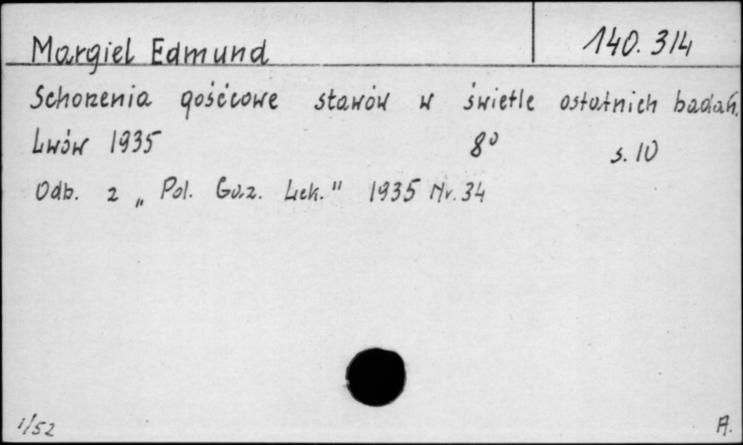 Margiel Edmund 140.314
Schorzenia gośćcowe stawów w świetle ostatnich badań.
Lwów 1935 8° s. 10
Odb. z „Pol. Gaz. Lek." 1935 Nr. 34
1/52 A.